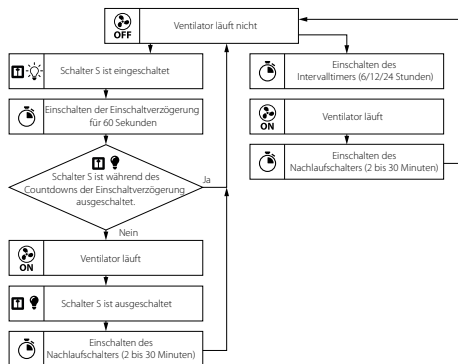 OFF
Ventilator läuft nicht
Schalter S ist eingeschaltet
Einschalten der Einschaltverzögerung
für 60 Sekunden
Schalter S ist während des
Countdowns der Einschaltverzögerung
ausgeschaltet.
Ja
Nein
ON
Ventilator läuft
Schalter S ist ausgeschaltet
Einschalten des
Nachlaufschalters (2 bis 30 Minuten)
Einschalten des
Intervalltimers (6/12/24 Stunden)
ON
Ventilator läuft
Einschalten des
Nachlaufschalters (2 bis 30 Minuten)